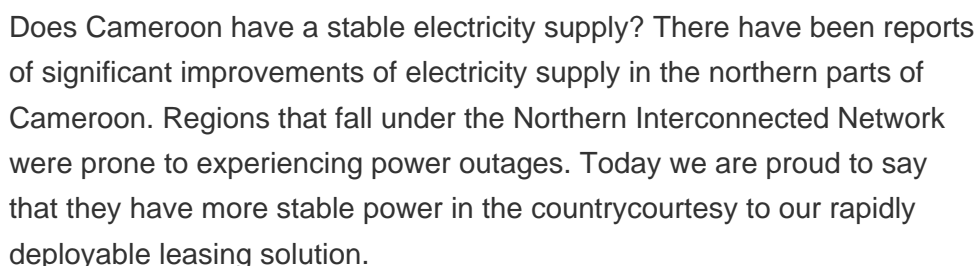 Does Cameroon have a stable electricity supply? There have been reports
of significant improvements of electricity supply in the northern parts of
Cameroon. Regions that fall under the Northern Interconnected Network
were prone to experiencing power outages. Today we are proud to say
that they have more stable power in the countrycourtesy to our rapidly
deployable leasing solution.